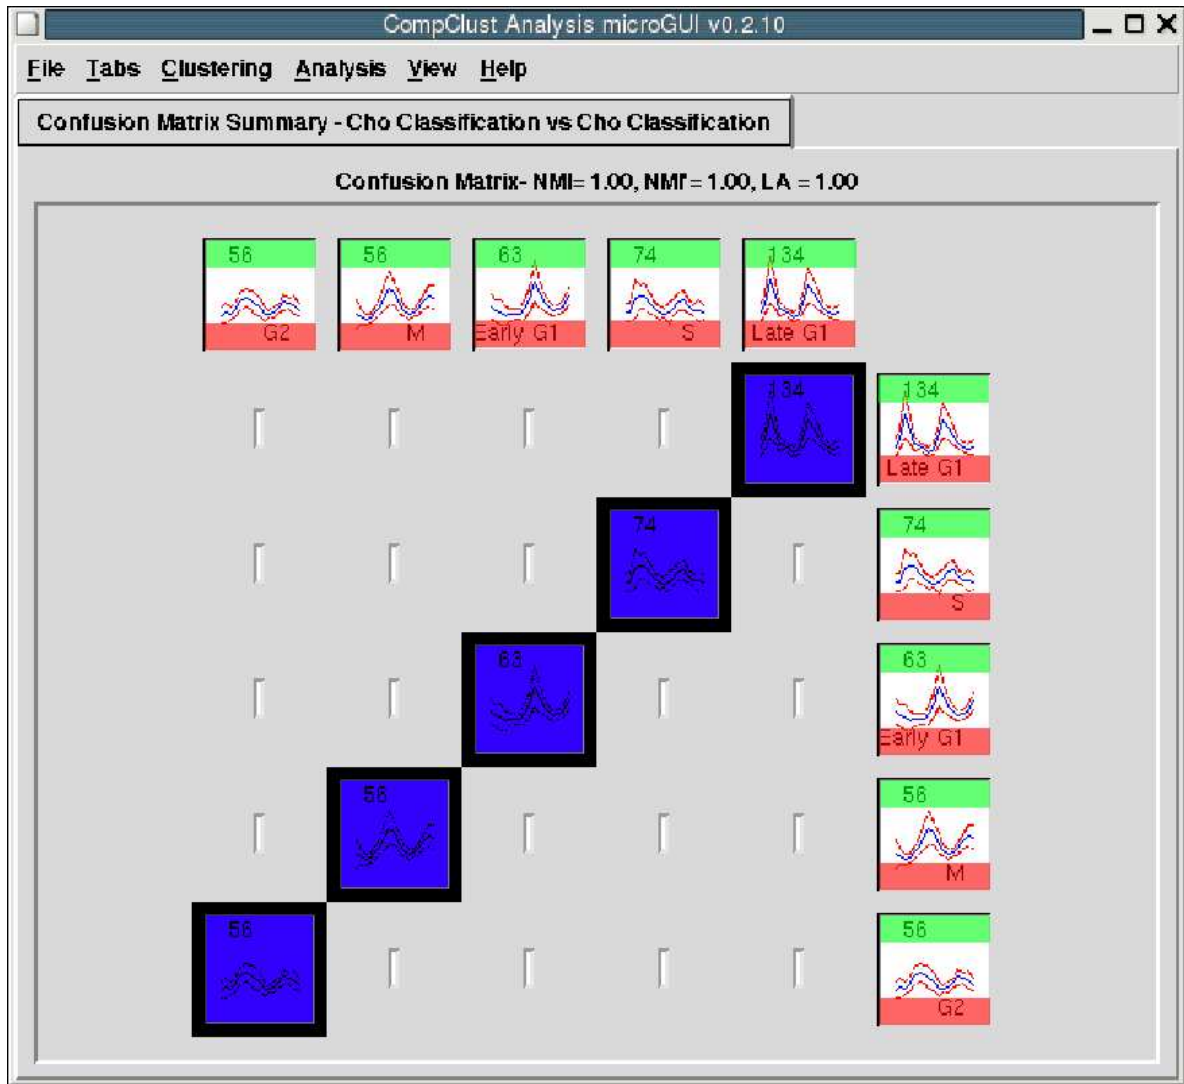 CompClust Analysis microGUI v0.2.10
File Tabs Clustering Analysis View Help
Confusion Matrix Summary - Cho Classification vs Cho Classification
Confusion Matrix- NMI= 1.00, NMI'= 1.00, LA = 1.00
56 56 63 74 134
G2 M Early G1 S Late G1
134 134
Late G1
74 74
S
63 63
Early G1
56 56
M
56 56
G2